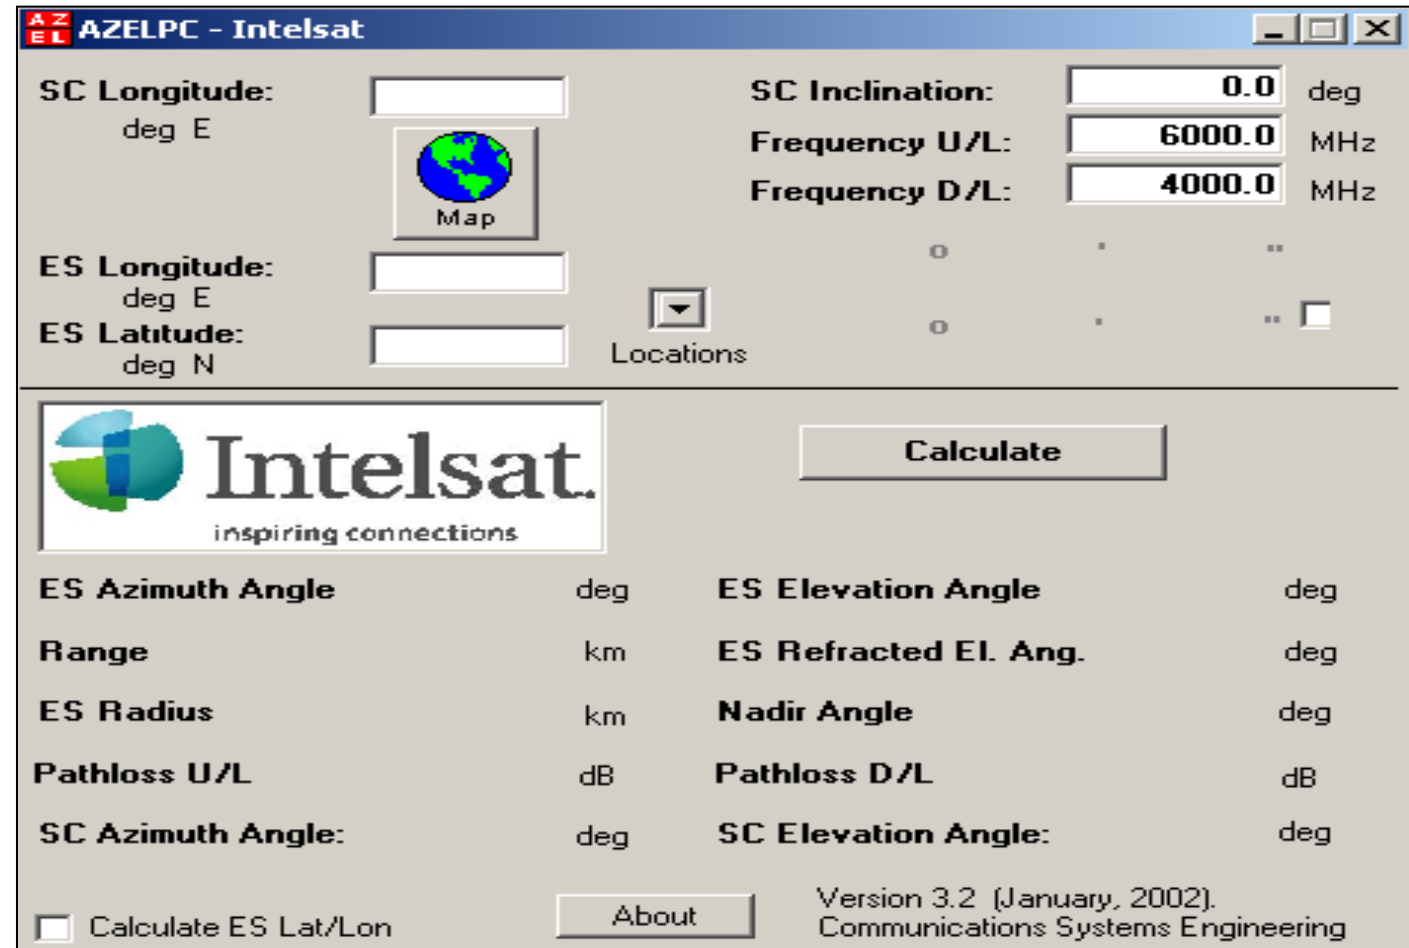 AZ
EL AZELPC - Intelsat
SC Longitude: SC Inclination: 0.0 deg
deg E
Frequency U/L: 6000.0 MHz
Map Frequency D/L: 4000.0 MHz
o ' "
ES Longitude:
deg E
o ' "
ES Latitude:
Locations
deg N
Intelsat.
inspiring connections
Calculate
ES Azimuth Angle deg ES Elevation Angle deg
Range km ES Refracted El. Ang. deg
ES Radius km Nadir Angle deg
Pathloss U/L dB Pathloss D/L dB
SC Azimuth Angle: deg SC Elevation Angle: deg
Calculate ES Lat/Lon About Version 3.2 (January, 2002).
Communications Systems Engineering